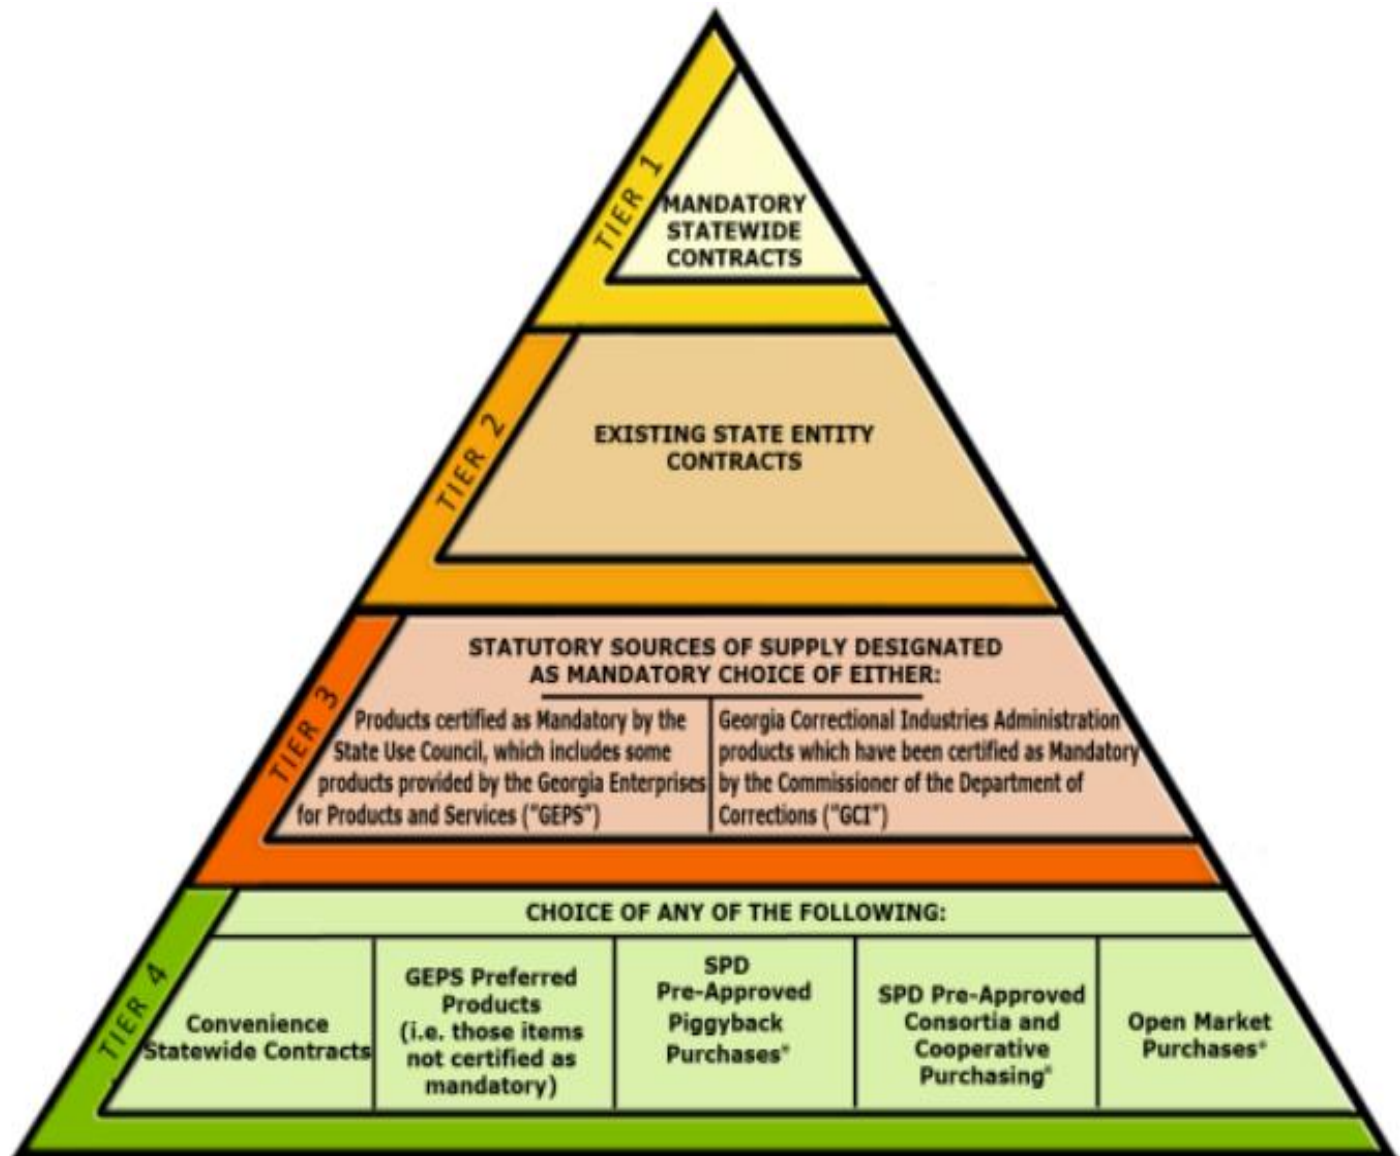 TIER 1
MANDATORY
STATEWIDE
CONTRACTS
TIER 2
EXISTING STATE ENTITY
CONTRACTS
TIER 3
STATUTORY SOURCES OF SUPPLY DESIGNATED
AS MANDATORY CHOICE OF EITHER:
Products certified as Mandatory by the
State Use Council, which includes some
products provided by the Georgia Enterprises
for Products and Services ("GEPS")
Georgia Correctional Industries Administration
products which have been certified as Mandatory
by the Commissioner of the Department of
Corrections ("GCI")
TIER 4
CHOICE OF ANY OF THE FOLLOWING:
Convenience
Statewide Contracts
GEPS Preferred
Products
(i.e. those items
not certified as
mandatory)
SPD
Pre-Approved
Piggyback
Purchases*
SPD Pre-Approved
Consortia and
Cooperative
Purchasing*
Open Market
Purchases*